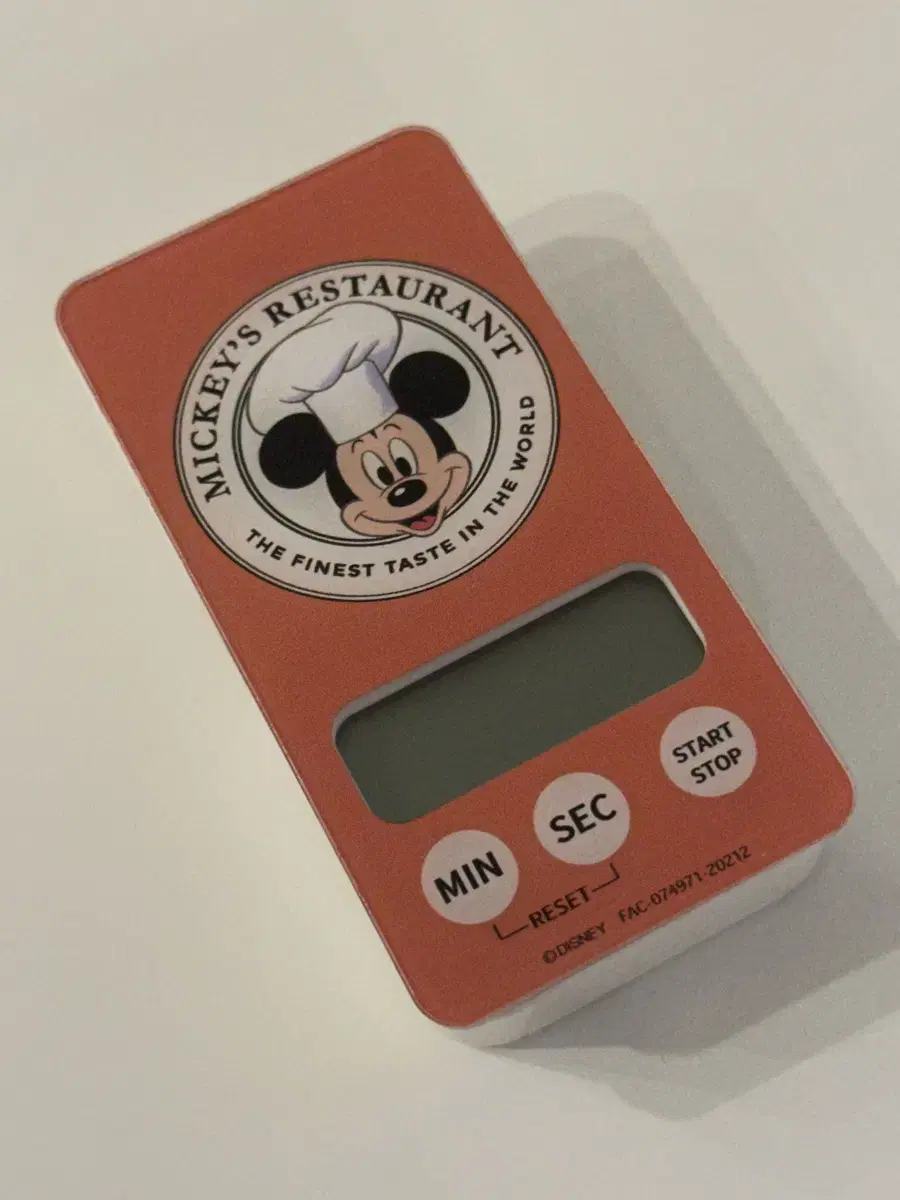 MICKEY'S RESTAURANT
THE FINEST TASTE IN THE WORLD
START
STOP
SEC
MIN
RESET
©DISNEY FAC-074971-20212